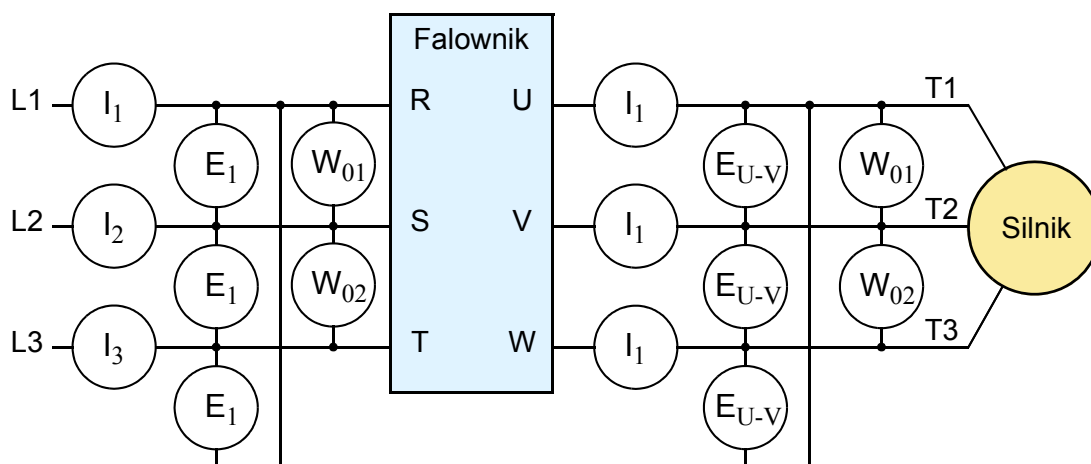 Falownik
L1 I1 R U I1 T1
E1 W01 EU-V W01
L2 I2 S V I1 T2 Silnik
E1 W02 EU-V W02
L3 I3 T W I1 T3
E1 EU-V